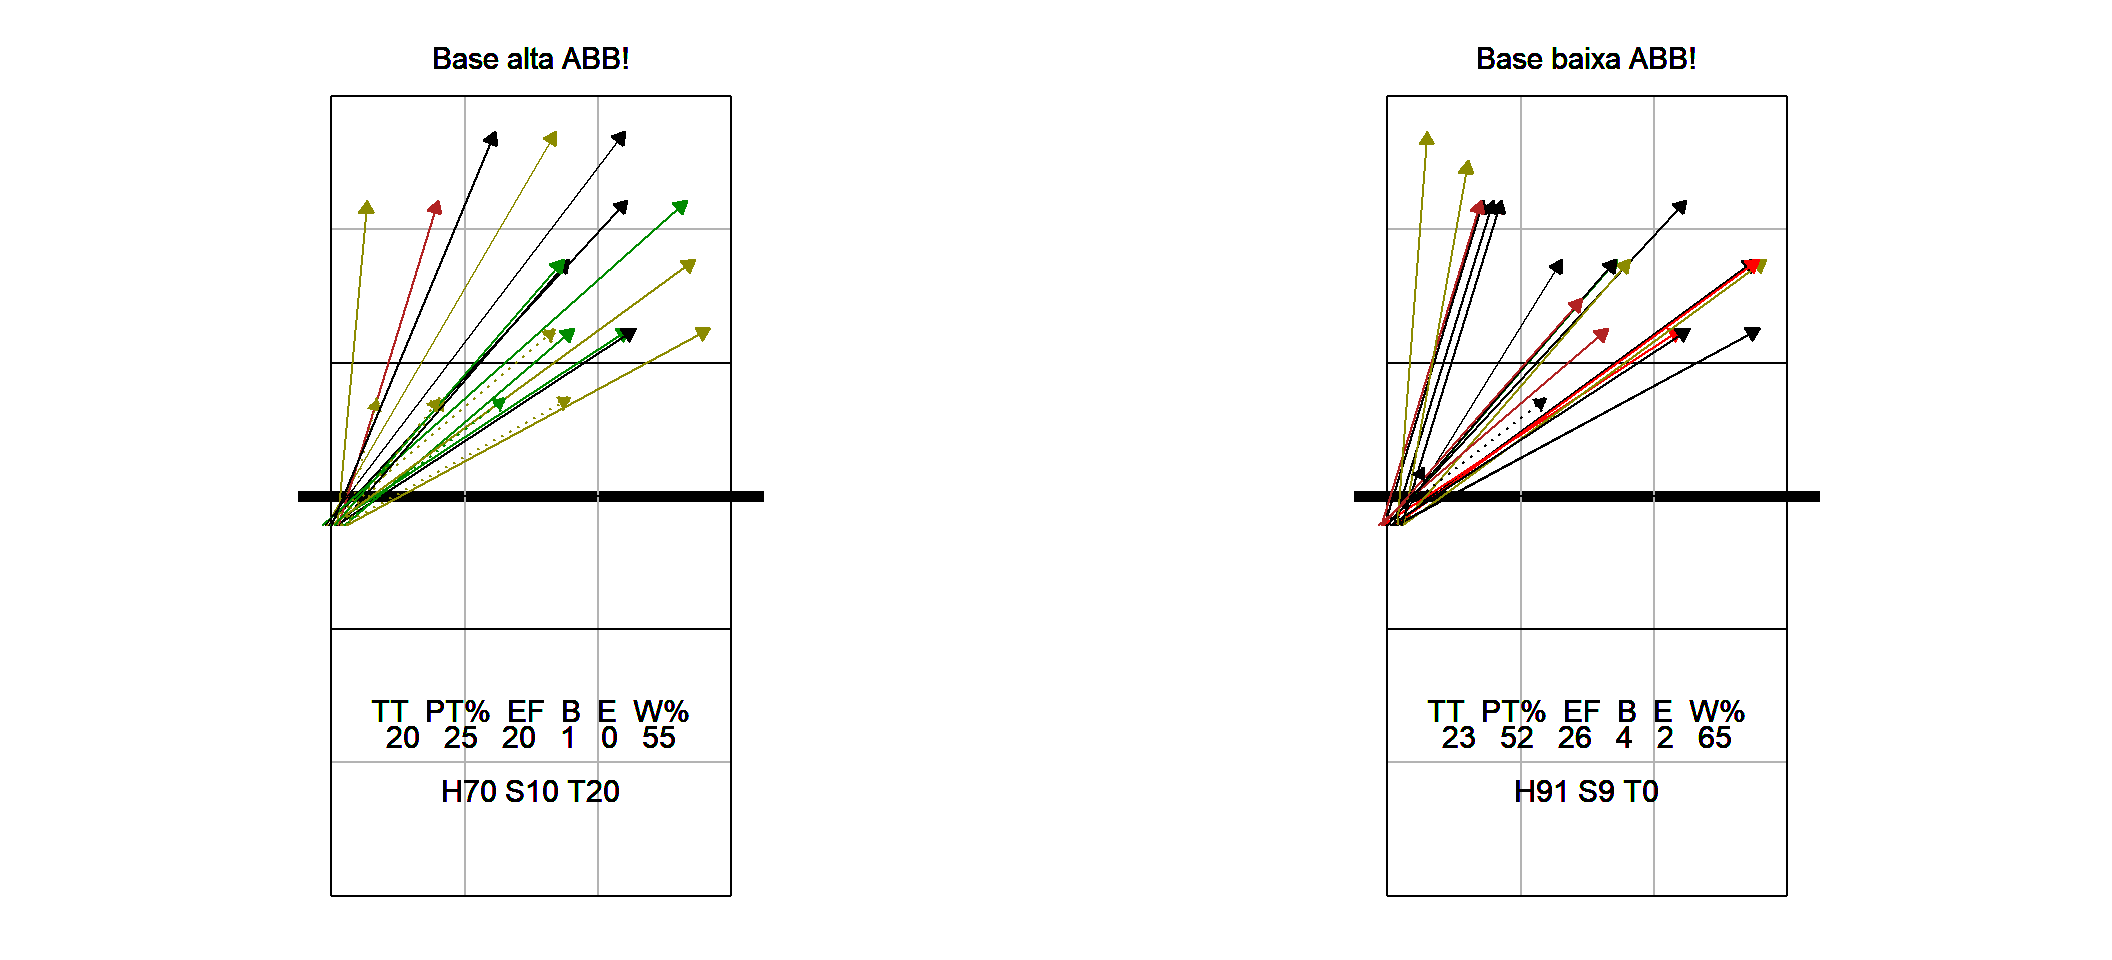 Base alta ABB!
TT PT% EF B E W%
20 25 20 1 0 55
H70 S10 T20
Base baixa ABB!
TT PT% EF B E W%
23 52 26 4 2 65
H91 S9 T0